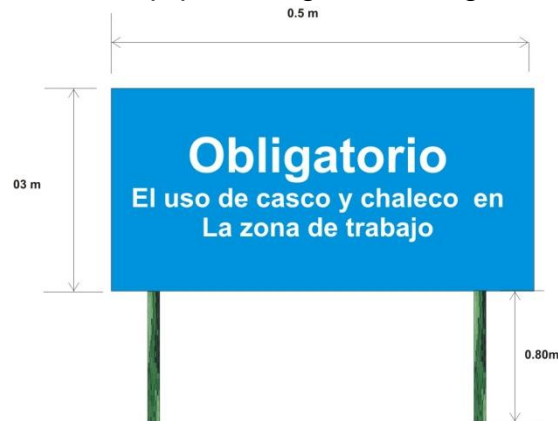 0.5 m
03 m
Obligatorio
El uso de casco y chaleco en
La zona de trabajo
0.80m